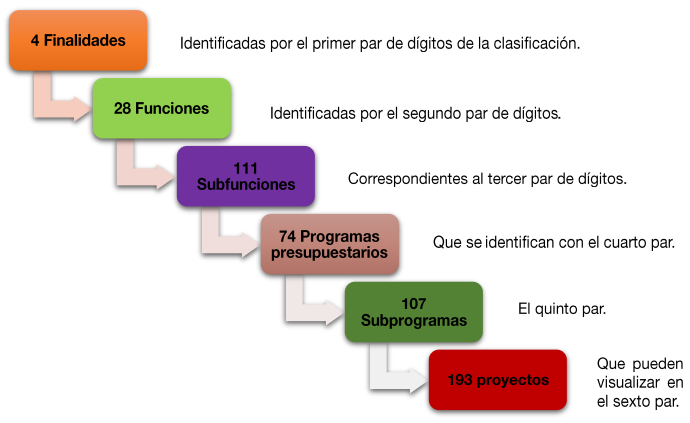 4 Finalidades
Identificadas por el primer par de dígitos de la clasificación.
28 Funciones
Identificadas por el segundo par de dígitos.
111
Subfunciones
Correspondientes al tercer par de dígitos.
74 Programas
presupuestarios
Que se identifican con el cuarto par.
107
Subprogramas
El quinto par.
193 proyectos
Que pueden
visualizar en
el sexto par.